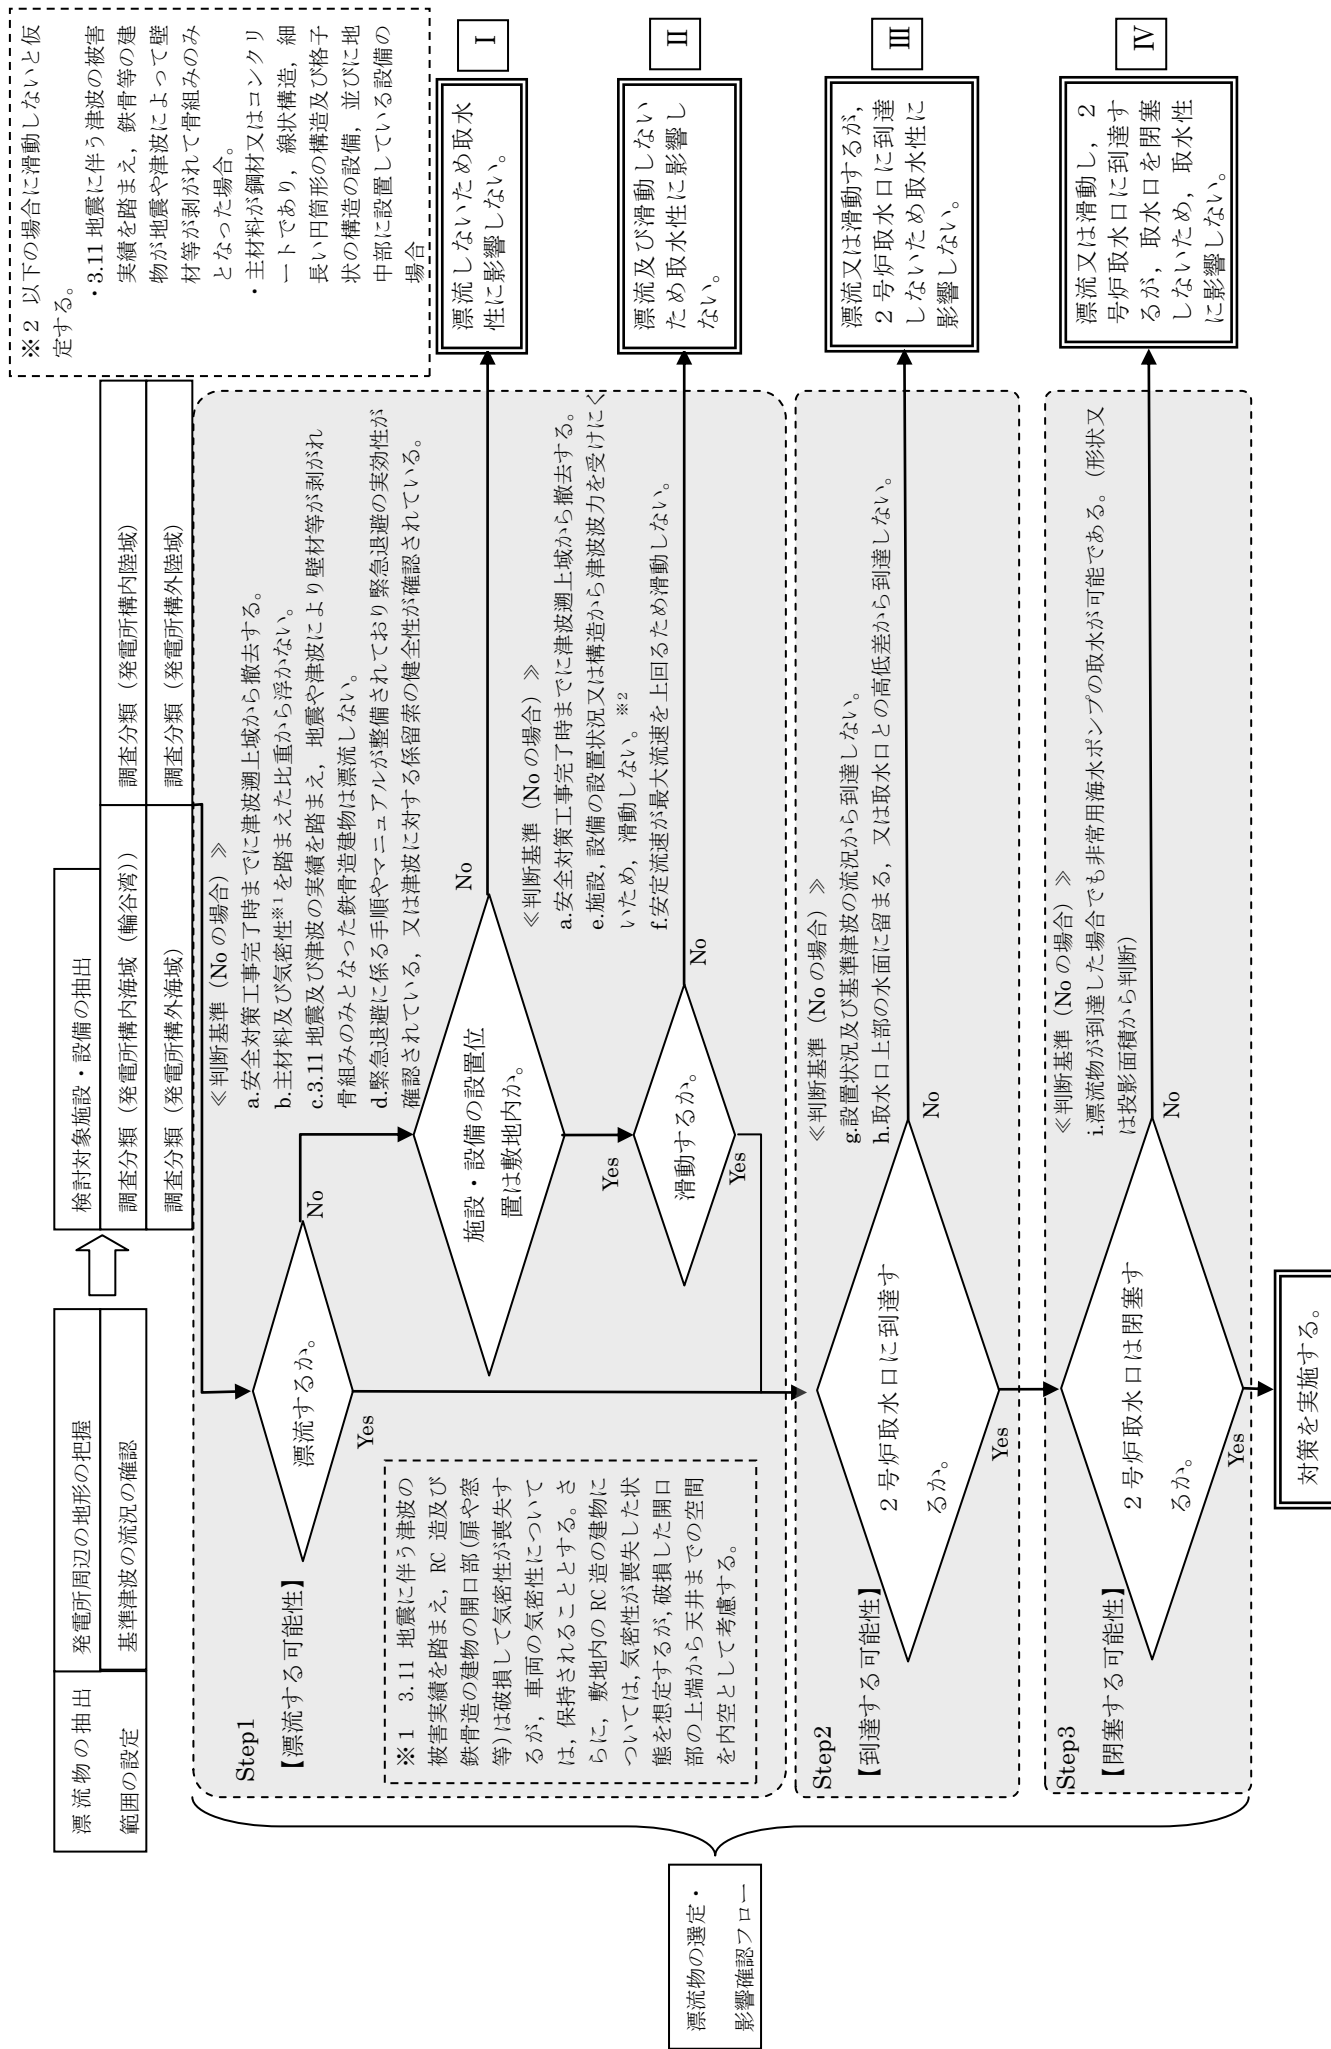 漂流物の抽出
範囲の設定
発電所周辺の地形の把握
基準津波の流況の確認
検討対象施設・設備の抽出
調査分類（発電所構内海域（輪谷湾））
調査分類（発電所構内陸域）
調査分類（発電所構外海域）
調査分類（発電所構外陸域）
※２ 以下の場合に滑動しないと仮
定する。
・3.11 地震に伴う津波の被害
実績を踏まえ，鉄骨等の建
物が地震や津波によって壁
材等が剥がれて骨組みのみ
となった場合。
・主材料が鋼材又はコンクリ
ートであり，線状構造，細
長い円筒形の構造及び格子
状の構造の設備，並びに地
中部に設置している設備の
場合
漂流物の選定・
影響確認フロー
Step1
【漂流する可能性】
漂流するか。
No
Yes
≪判断基準（No の場合）≫
a.安全対策工事完了時までに津波遡上域から撤去する。
b.主材料及び気密性※1 を踏まえた比重から浮かない。
c.3.11 地震及び津波の実績を踏まえ，地震や津波により壁材等が剥がれ
骨組みのみとなった鉄骨造建物は漂流しない。
d.緊急退避に係る手順やマニュアルが整備されており緊急退避の実効性が
確認されている，又は津波に対する係留索の健全性が確認されている。
※１ 3.11 地震に伴う津波の
被害実績を踏まえ，RC 造及び
鉄骨造の建物の開口部(扉や窓
等)は破損して気密性が喪失す
るが，車両の気密性について
は，保持されることとする。さ
らに，敷地内の RC 造の建物に
ついては，気密性が喪失した状
態を想定するが，破損した開口
部の上端から天井までの空間
を内空として考慮する。
施設・設備の設置位
置は敷地内か。
No
Yes
漂流しないため取水
性に影響しない。
Ⅰ
≪判断基準（No の場合）≫
a.安全対策工事完了時までに津波遡上域から撤去する。
e.施設，設備の設置状況又は構造から津波波力を受けにく
いため，滑動しない。※2
f.安定流速が最大流速を上回るため滑動しない。
滑動するか。
No
Yes
漂流及び滑動しない
ため取水性に影響し
ない。
Ⅱ
Step2
【到達する可能性】
２号炉取水口に到達す
るか。
No
Yes
≪判断基準（No の場合）≫
g.設置状況及び基準津波の流況から到達しない。
h.取水口上部の水面に留まる，又は取水口との高低差から到達しない。
漂流又は滑動するが，
２号炉取水口に到達
しないため取水性に
影響しない。
Ⅲ
Step3
【閉塞する可能性】
２号炉取水口は閉塞す
るか。
No
Yes
≪判断基準（No の場合）≫
i.漂流物が到達した場合でも非常用海水ポンプの取水が可能である。（形状又
は投影面積から判断）
漂流又は滑動し，２
号炉取水口に到達す
るが，取水口を閉塞
しないため，取水性
に影響しない。
Ⅳ
対策を実施する。